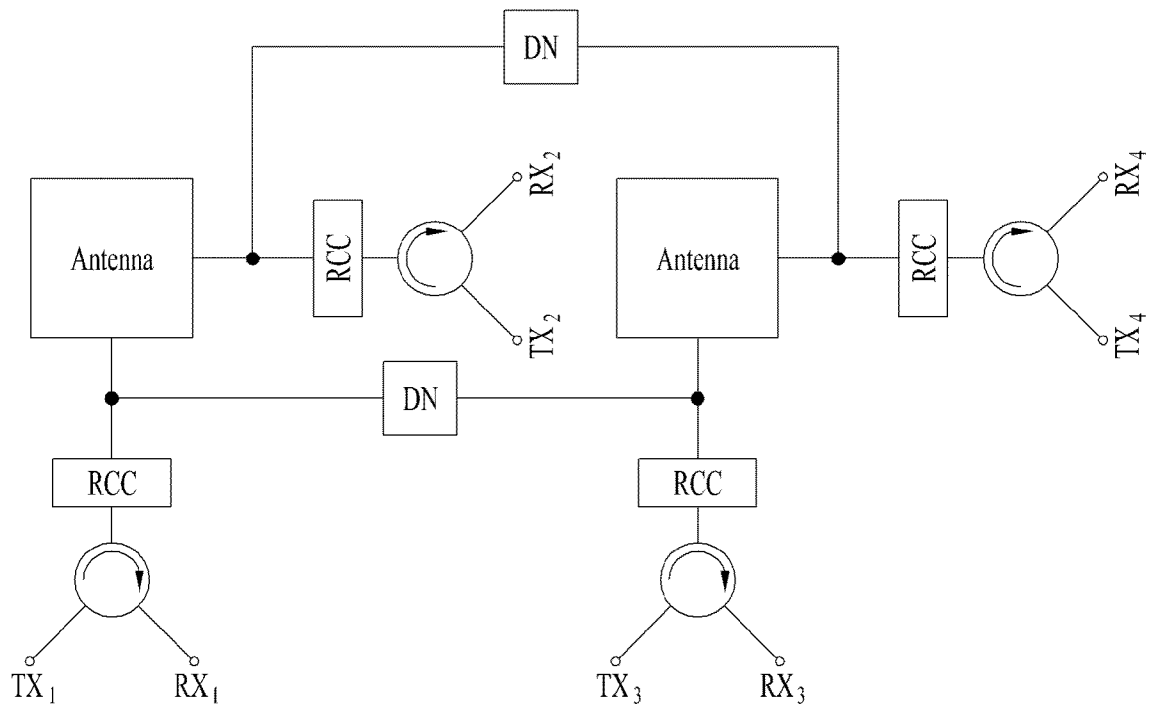 DN
RX₂
RX₄
Antenna
RCC
Antenna
RCC
TX₂
TX₄
DN
RCC
RCC
TX₁
RX₁
TX₃
RX₃